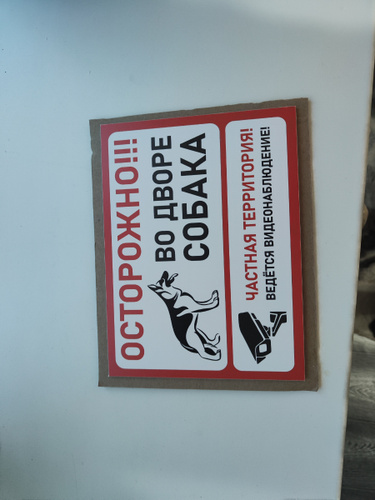 ОСТОРОЖНО!!!
ВО ДВОРЕ
СОБАКА
ЧАСТНАЯ ТЕРРИТОРИЯ!
ВЕДЁТСЯ ВИДЕОНАБЛЮДЕНИЕ!